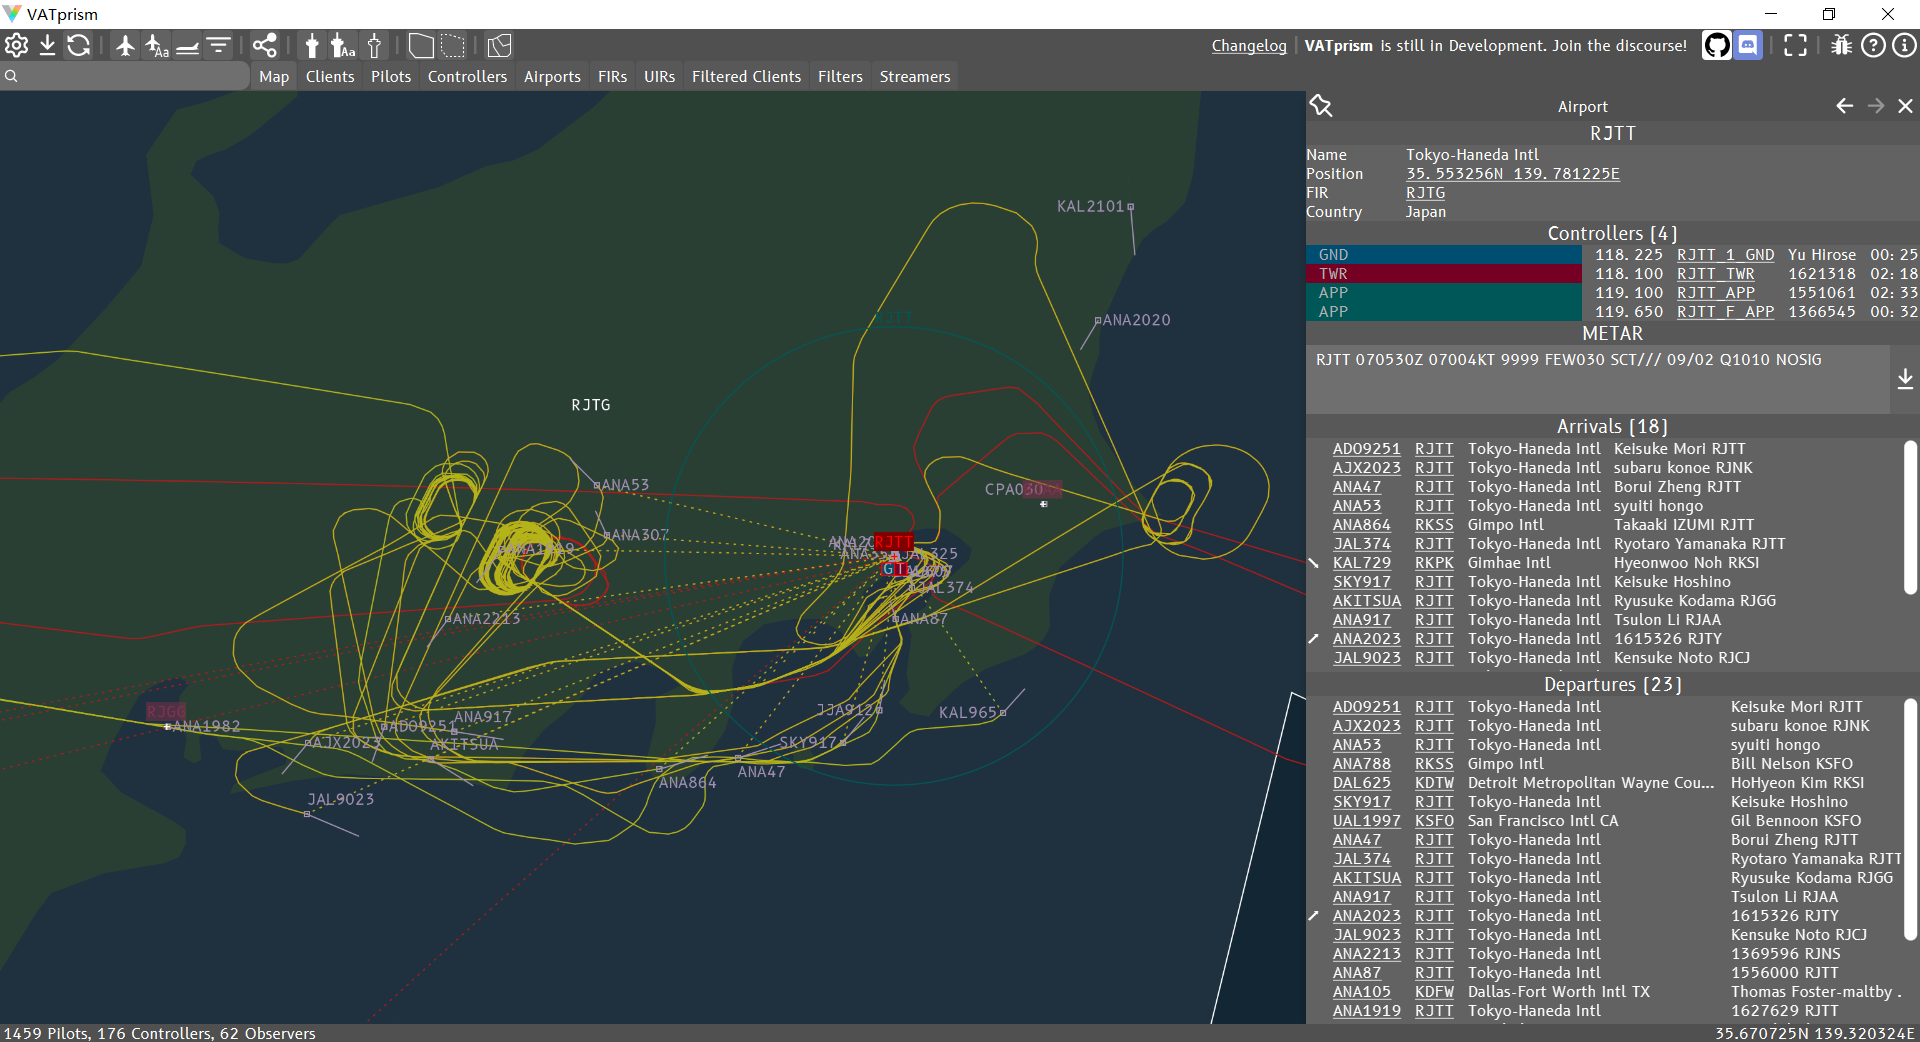 VATprism
Changelog VATprism Is still in Development. Join the discourse!
Map Clients Pilots Controllers Airports FIRs UIRs Filtered Clients Filters Streamers
KAL2101
RJTT
ANA2020
RJTG
ANA53
CPA030
ANA307
ANA1919
RJTT
G T
JAL374
ANA2213
ANA87
RJGG
ANA1982
ANA917
ADO9251
AJX2023
AKITSUA
JJA912
KAL965
SKY917
ANA47
ANA864
JAL9023
Airport
RJTT
Name Tokyo-Haneda Intl
Position 35.553256N 139.781225E
FIR RJTG
Country Japan
Controllers [4]
GND 118.225 RJTT_1_GND Yu HIrose 00:25
TWR 118.100 RJTT_TWR 1621318 02:18
APP 119.100 RJTT_APP 1551061 02:33
APP 119.650 RJTT_F_APP 1366545 00:32
METAR
RJTT 070530Z 07004KT 9999 FEW030 SCT/// 09/02 Q1010 NOSIG
Arrivals [18]
ADO9251 RJTT Tokyo-Haneda Intl Keisuke Mori RJTT
AJX2023 RJTT Tokyo-Haneda Intl subaru konoe RJNK
ANA47 RJTT Tokyo-Haneda Intl Borui Zheng RJTT
ANA53 RJTT Tokyo-Haneda Intl syuiti hongo
ANA864 RKSS Gimpo Intl Takaaki IZUMI RJTT
JAL374 RJTT Tokyo-Haneda Intl Ryotaro Yamanaka RJTT
KAL729 RKPK Gimhae Intl Hyeonwoo Noh RKSI
SKY917 RJTT Tokyo-Haneda Intl Keisuke Hoshino
AKITSUA RJTT Tokyo-Haneda Intl Ryusuke Kodama RJGG
ANA917 RJTT Tokyo-Haneda Intl Tsulon Li RJAA
ANA2023 RJTT Tokyo-Haneda Intl 1615326 RJTY
JAL9023 RJTT Tokyo-Haneda Intl Kensuke Noto RJCJ
Departures [23]
ADO9251 RJTT Tokyo-Haneda Intl Keisuke Mori RJTT
AJX2023 RJTT Tokyo-Haneda Intl subaru konoe RJNK
ANA53 RJTT Tokyo-Haneda Intl syuiti hongo
ANA788 RKSS Gimpo Intl Bill Nelson KSFO
DAL625 KDTW Detroit Metropolitan Wayne Cou... HoHyeon Kim RKSI
SKY917 RJTT Tokyo-Haneda Intl Keisuke Hoshino
UAL1997 KSFO San Francisco Intl CA Gil Bennoon KSFO
ANA47 RJTT Tokyo-Haneda Intl Borui Zheng RJTT
JAL374 RJTT Tokyo-Haneda Intl Ryotaro Yamanaka RJTT
AKITSUA RJTT Tokyo-Haneda Intl Ryusuke Kodama RJGG
ANA917 RJTT Tokyo-Haneda Intl Tsulon Li RJAA
ANA2023 RJTT Tokyo-Haneda Intl 1615326 RJTY
JAL9023 RJTT Tokyo-Haneda Intl Kensuke Noto RJCJ
ANA2213 RJTT Tokyo-Haneda Intl 1369596 RJNS
ANA87 RJTT Tokyo-Haneda Intl 1556000 RJTT
ANA105 KDFW Dallas-Fort Worth Intl TX Thomas Foster-maltby .
ANA1919 RJTT Tokyo-Haneda Intl 1627629 RJTT
1459 Pilots, 176 Controllers, 62 Observers
35.670725N 139.320324E